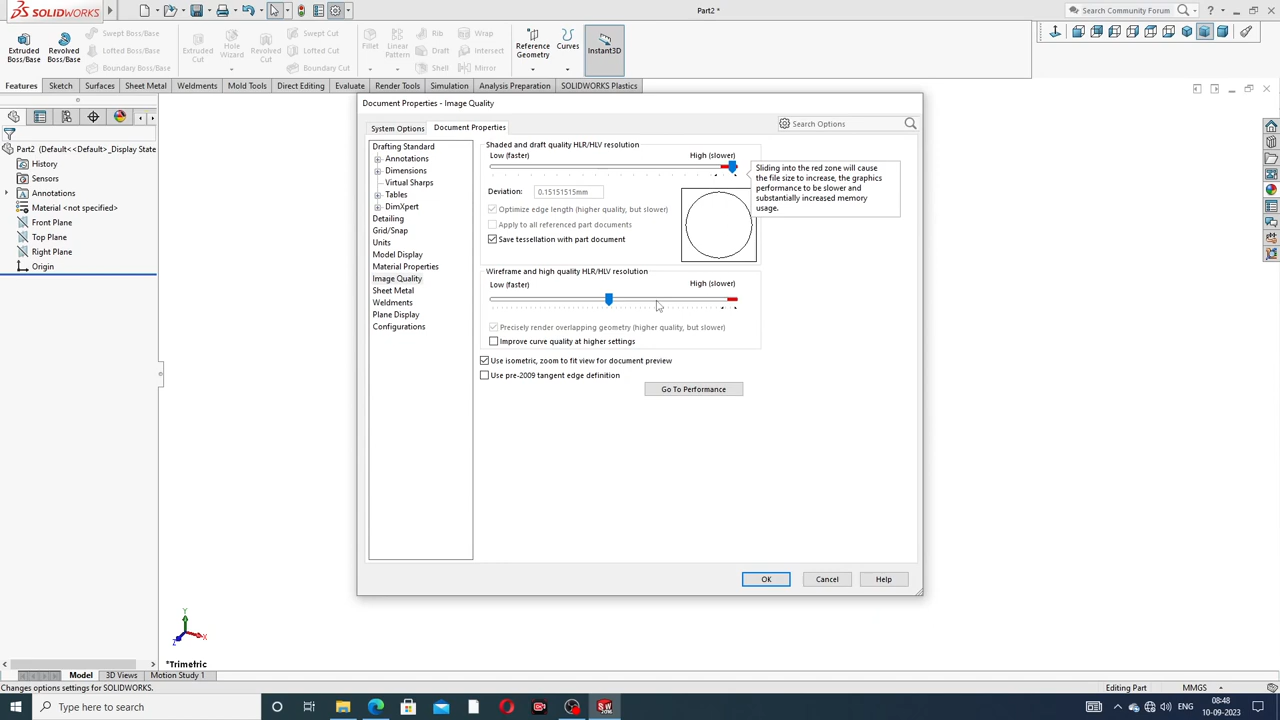 SOLIDWORKS
Part2 *
Search Community Forum
Extruded Boss/Base
Revolved Boss/Base
Swept Boss/Base
Lofted Boss/Base
Boundary Boss/Base
Extruded Cut
Hole Wizard
Revolved Cut
Swept Cut
Lofted Cut
Boundary Cut
Fillet
Linear Pattern
Rib
Draft
Shell
Wrap
Intersect
Mirror
Reference Geometry
Curves
Instant3D
Features Sketch Surfaces Sheet Metal Weldments Mold Tools Direct Editing Evaluate Render Tools Simulation Analysis Preparation SOLIDWORKS Plastics
Part2 (Default<<Default>_Display State
History
Sensors
Annotations
Material <not specified>
Front Plane
Top Plane
Right Plane
Origin
Document Properties - Image Quality
System Options Document Properties
Search Options
Drafting Standard
Annotations
Dimensions
Virtual Sharps
Tables
DimXpert
Detailing
Grid/Snap
Units
Model Display
Material Properties
Image Quality
Sheet Metal
Weldments
Plane Display
Configurations
Shaded and draft quality HLR/HLV resolution
Low (faster) High (slower)
Deviation: 0.15151515mm
Optimize edge length (higher quality, but slower)
Apply to all referenced part documents
Save tessellation with part document
Sliding into the red zone will cause
the file size to increase, the graphics
performance to be slower and
substantially increased memory
usage.
Wireframe and high quality HLR/HLV resolution
Low (faster) High (slower)
Precisely render overlapping geometry (higher quality, but slower)
Improve curve quality at higher settings
Use isometric, zoom to fit view for document preview
Use pre-2009 tangent edge definition
Go To Performance
OK Cancel Help
Y
X
Z
*Trimetric
Model 3D Views Motion Study 1
Changes options settings for SOLIDWORKS.
Editing Part MMGS
Type here to search
ENG
08:48
10-09-2023